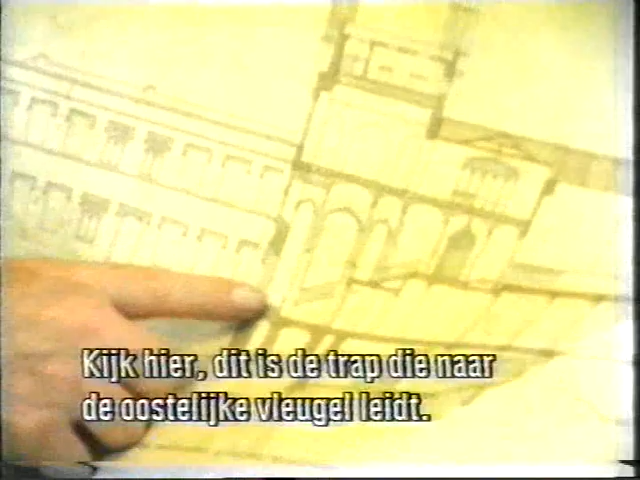 Kijk hier, dit is de trap die naar
de oostelijke vleugel leidt.